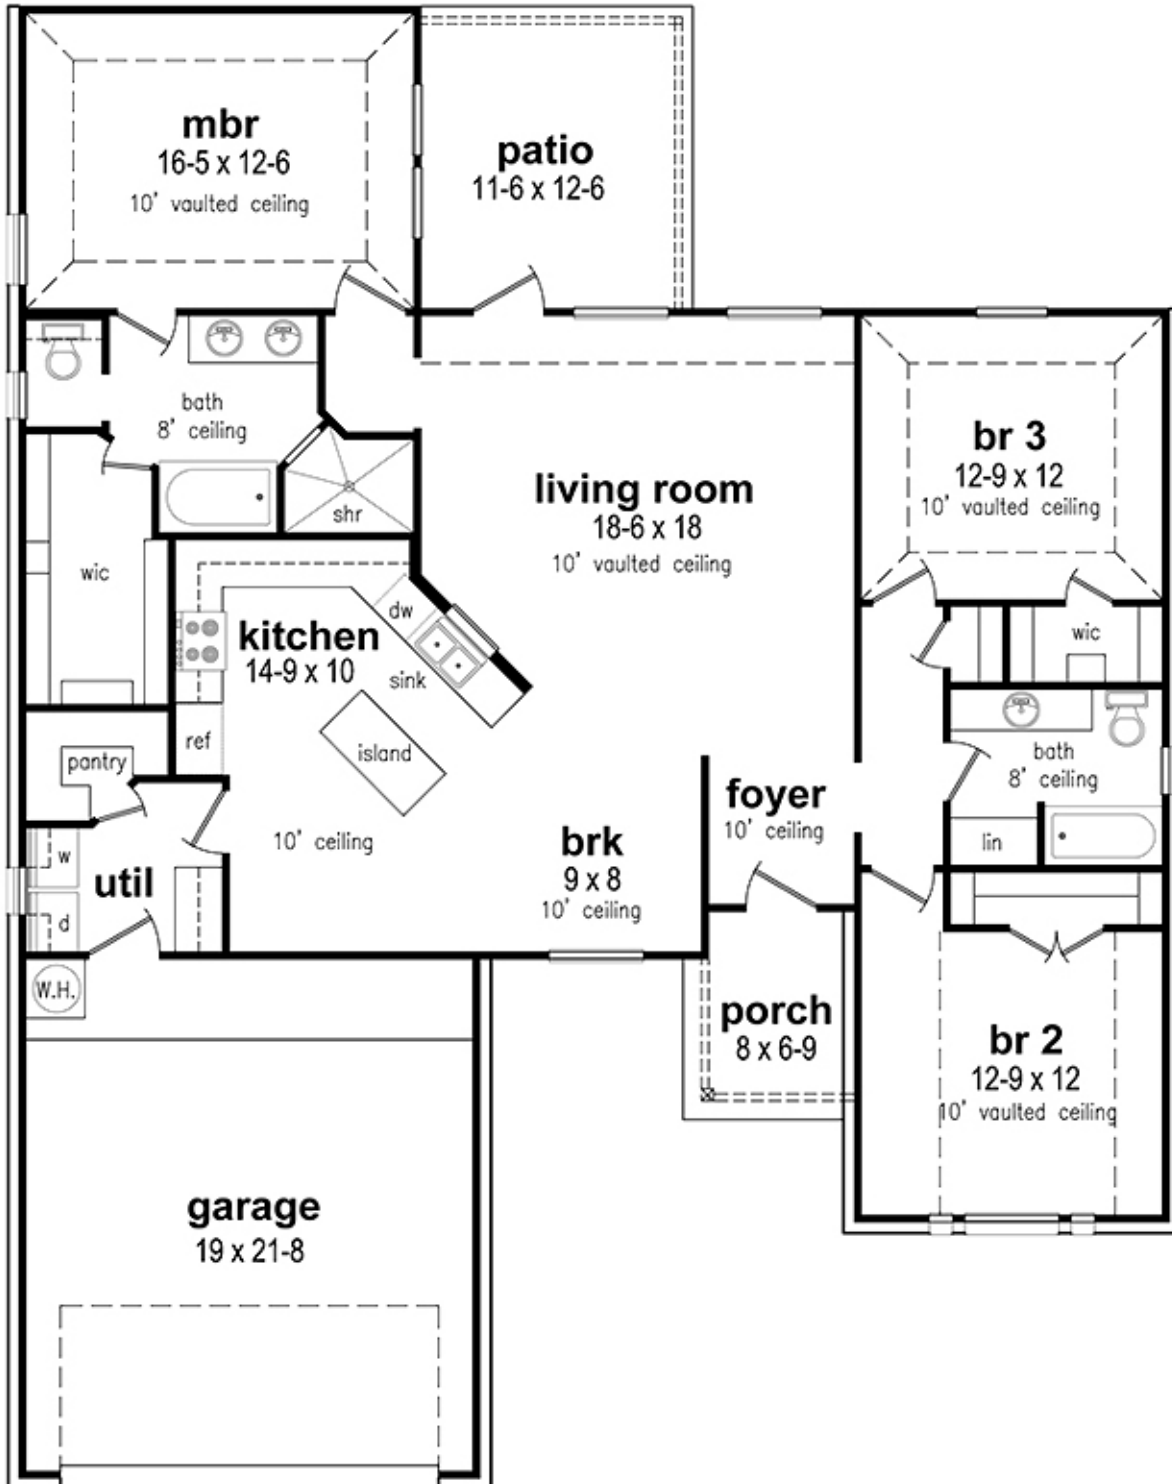 mbr
16-5 x 12-6
10' vaulted ceiling
patio
11-6 x 12-6
bath
8' ceiling
shr
wic
living room
18-6 x 18
10' vaulted ceiling
br 3
12-9 x 12
10' vaulted ceiling
wic
kitchen
14-9 x 10
dw
sink
ref
island
pantry
10' ceiling
brk
9 x 8
10' ceiling
foyer
10' ceiling
bath
8' ceiling
lin
w
util
d
W.H.
porch
8 x 6-9
br 2
12-9 x 12
10' vaulted ceiling
garage
19 x 21-8